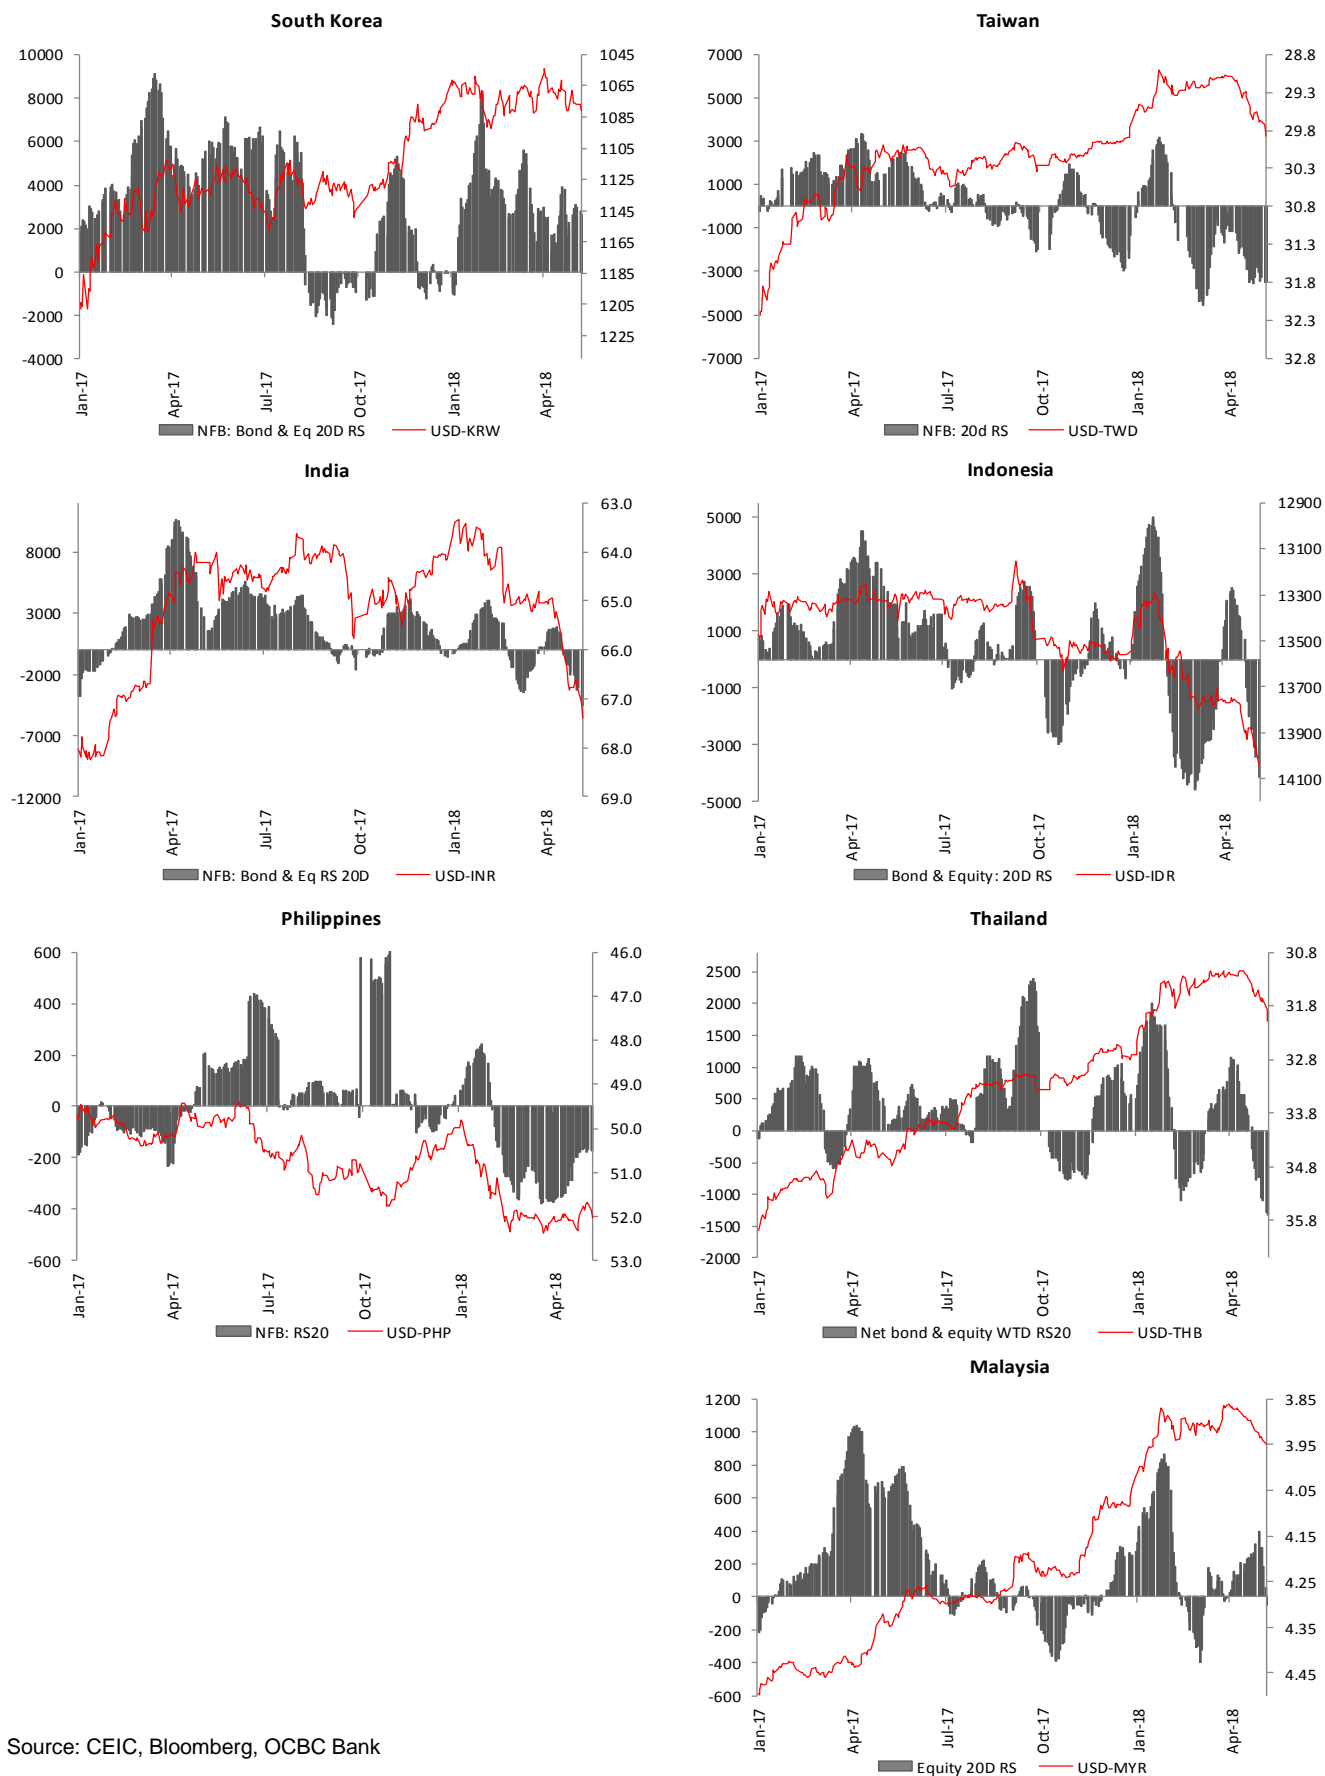 South Korea
10000
8000
6000
4000
2000
0
-2000
-4000
1045
1065
1085
1105
1125
1145
1165
1185
1205
1225
Jan-17
Apr-17
Jul-17
Oct-17
Jan-18
Apr-18
NFB: Bond & Eq 20D RS
USD-KRW
Taiwan
7000
5000
3000
1000
-1000
-3000
-5000
-7000
28.8
29.3
29.8
30.3
30.8
31.3
31.8
32.3
32.8
Jan-17
Apr-17
Jul-17
Oct-17
Jan-18
Apr-18
NFB: 20d RS
USD-TWD
India
8000
3000
-2000
-7000
-12000
63.0
64.0
65.0
66.0
67.0
68.0
69.0
Jan-17
Apr-17
Jul-17
Oct-17
Jan-18
Apr-18
NFB: Bond & Eq RS 20D
USD-INR
Indonesia
5000
3000
1000
-1000
-3000
-5000
12900
13100
13300
13500
13700
13900
14100
Jan-17
Apr-17
Jul-17
Oct-17
Jan-18
Apr-18
Bond & Equity: 20D RS
USD-IDR
Philippines
600
400
200
0
-200
-400
-600
46.0
47.0
48.0
49.0
50.0
51.0
52.0
53.0
Jan-17
Apr-17
Jul-17
Oct-17
Jan-18
Apr-18
NFB: RS20
USD-PHP
Thailand
2500
2000
1500
1000
500
0
-500
-1000
-1500
-2000
30.8
31.8
32.8
33.8
34.8
35.8
Jan-17
Apr-17
Jul-17
Oct-17
Jan-18
Apr-18
Net bond & equity WTD RS20
USD-THB
Malaysia
1200
1000
800
600
400
200
0
-200
-400
-600
3.85
3.95
4.05
4.15
4.25
4.35
4.45
Jan-17
Apr-17
Jul-17
Oct-17
Jan-18
Apr-18
Equity 20D RS
USD-MYR
Source: CEIC, Bloomberg, OCBC Bank